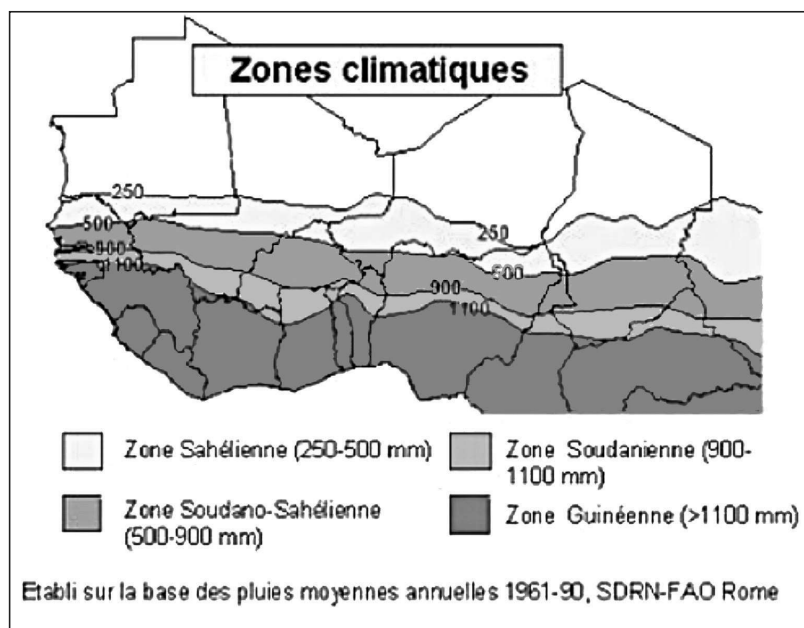 Zones climatiques
250
500
900
1100
250
500
900
1100
Zone Sahélienne (250-500 mm)
Zone Soudanienne (900-
1100 mm)
Zone Soudano-Sahélienne
(500-900 mm)
Zone Guinéenne (>1100 mm)
Etabli sur la base des pluies moyennes annuelles 1961-90, SDRN-FAO Rome